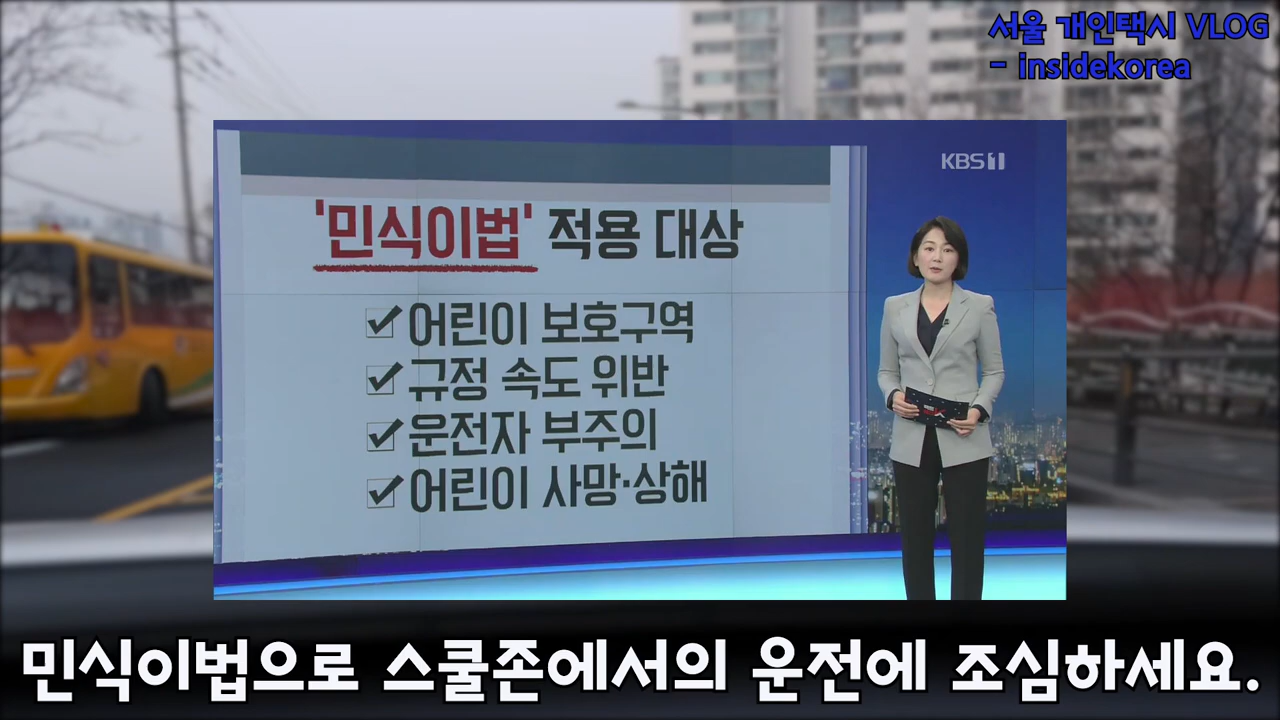 서울 개인택시 VLOG
- insidekorea
KBS1
'민식이법' 적용 대상
어린이 보호구역
규정 속도 위반
운전자 부주의
어린이 사망·상해
민식이법으로 스쿨존에서의 운전에 조심하세요.